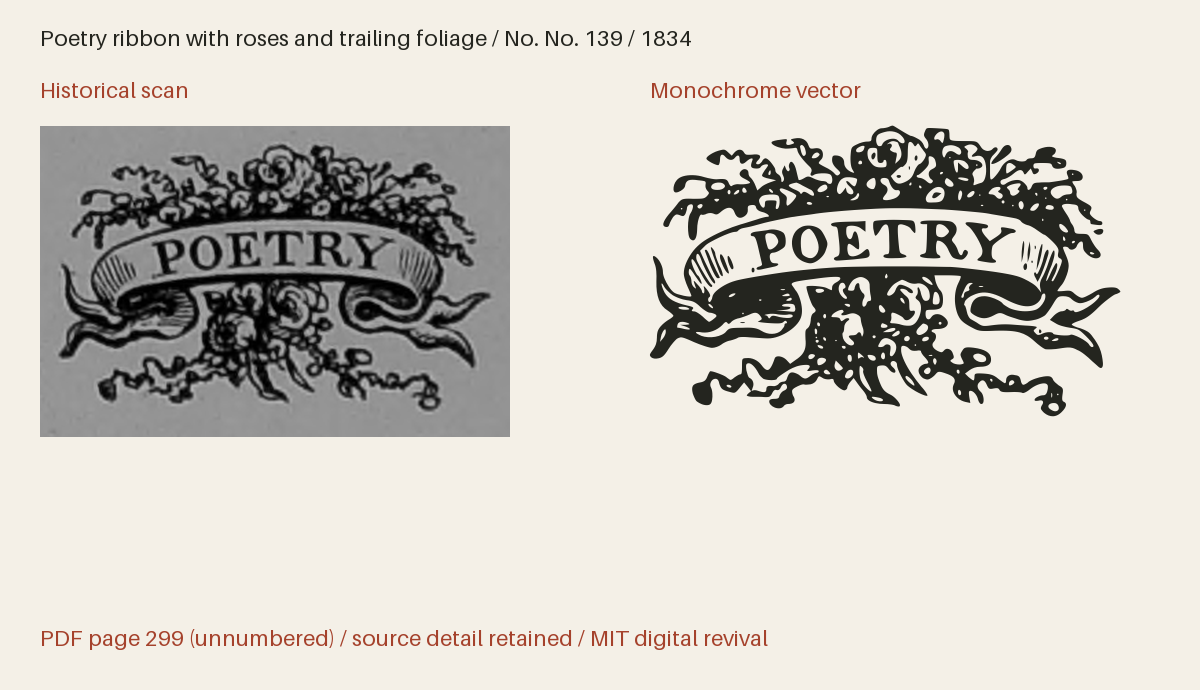 Poetry ribbon with roses and trailing foliage / No. No. 139 / 1834
Historical scan
Monochrome vector
POETRY
POETRY
PDF page 299 (unnumbered) / source detail retained / MIT digital revival